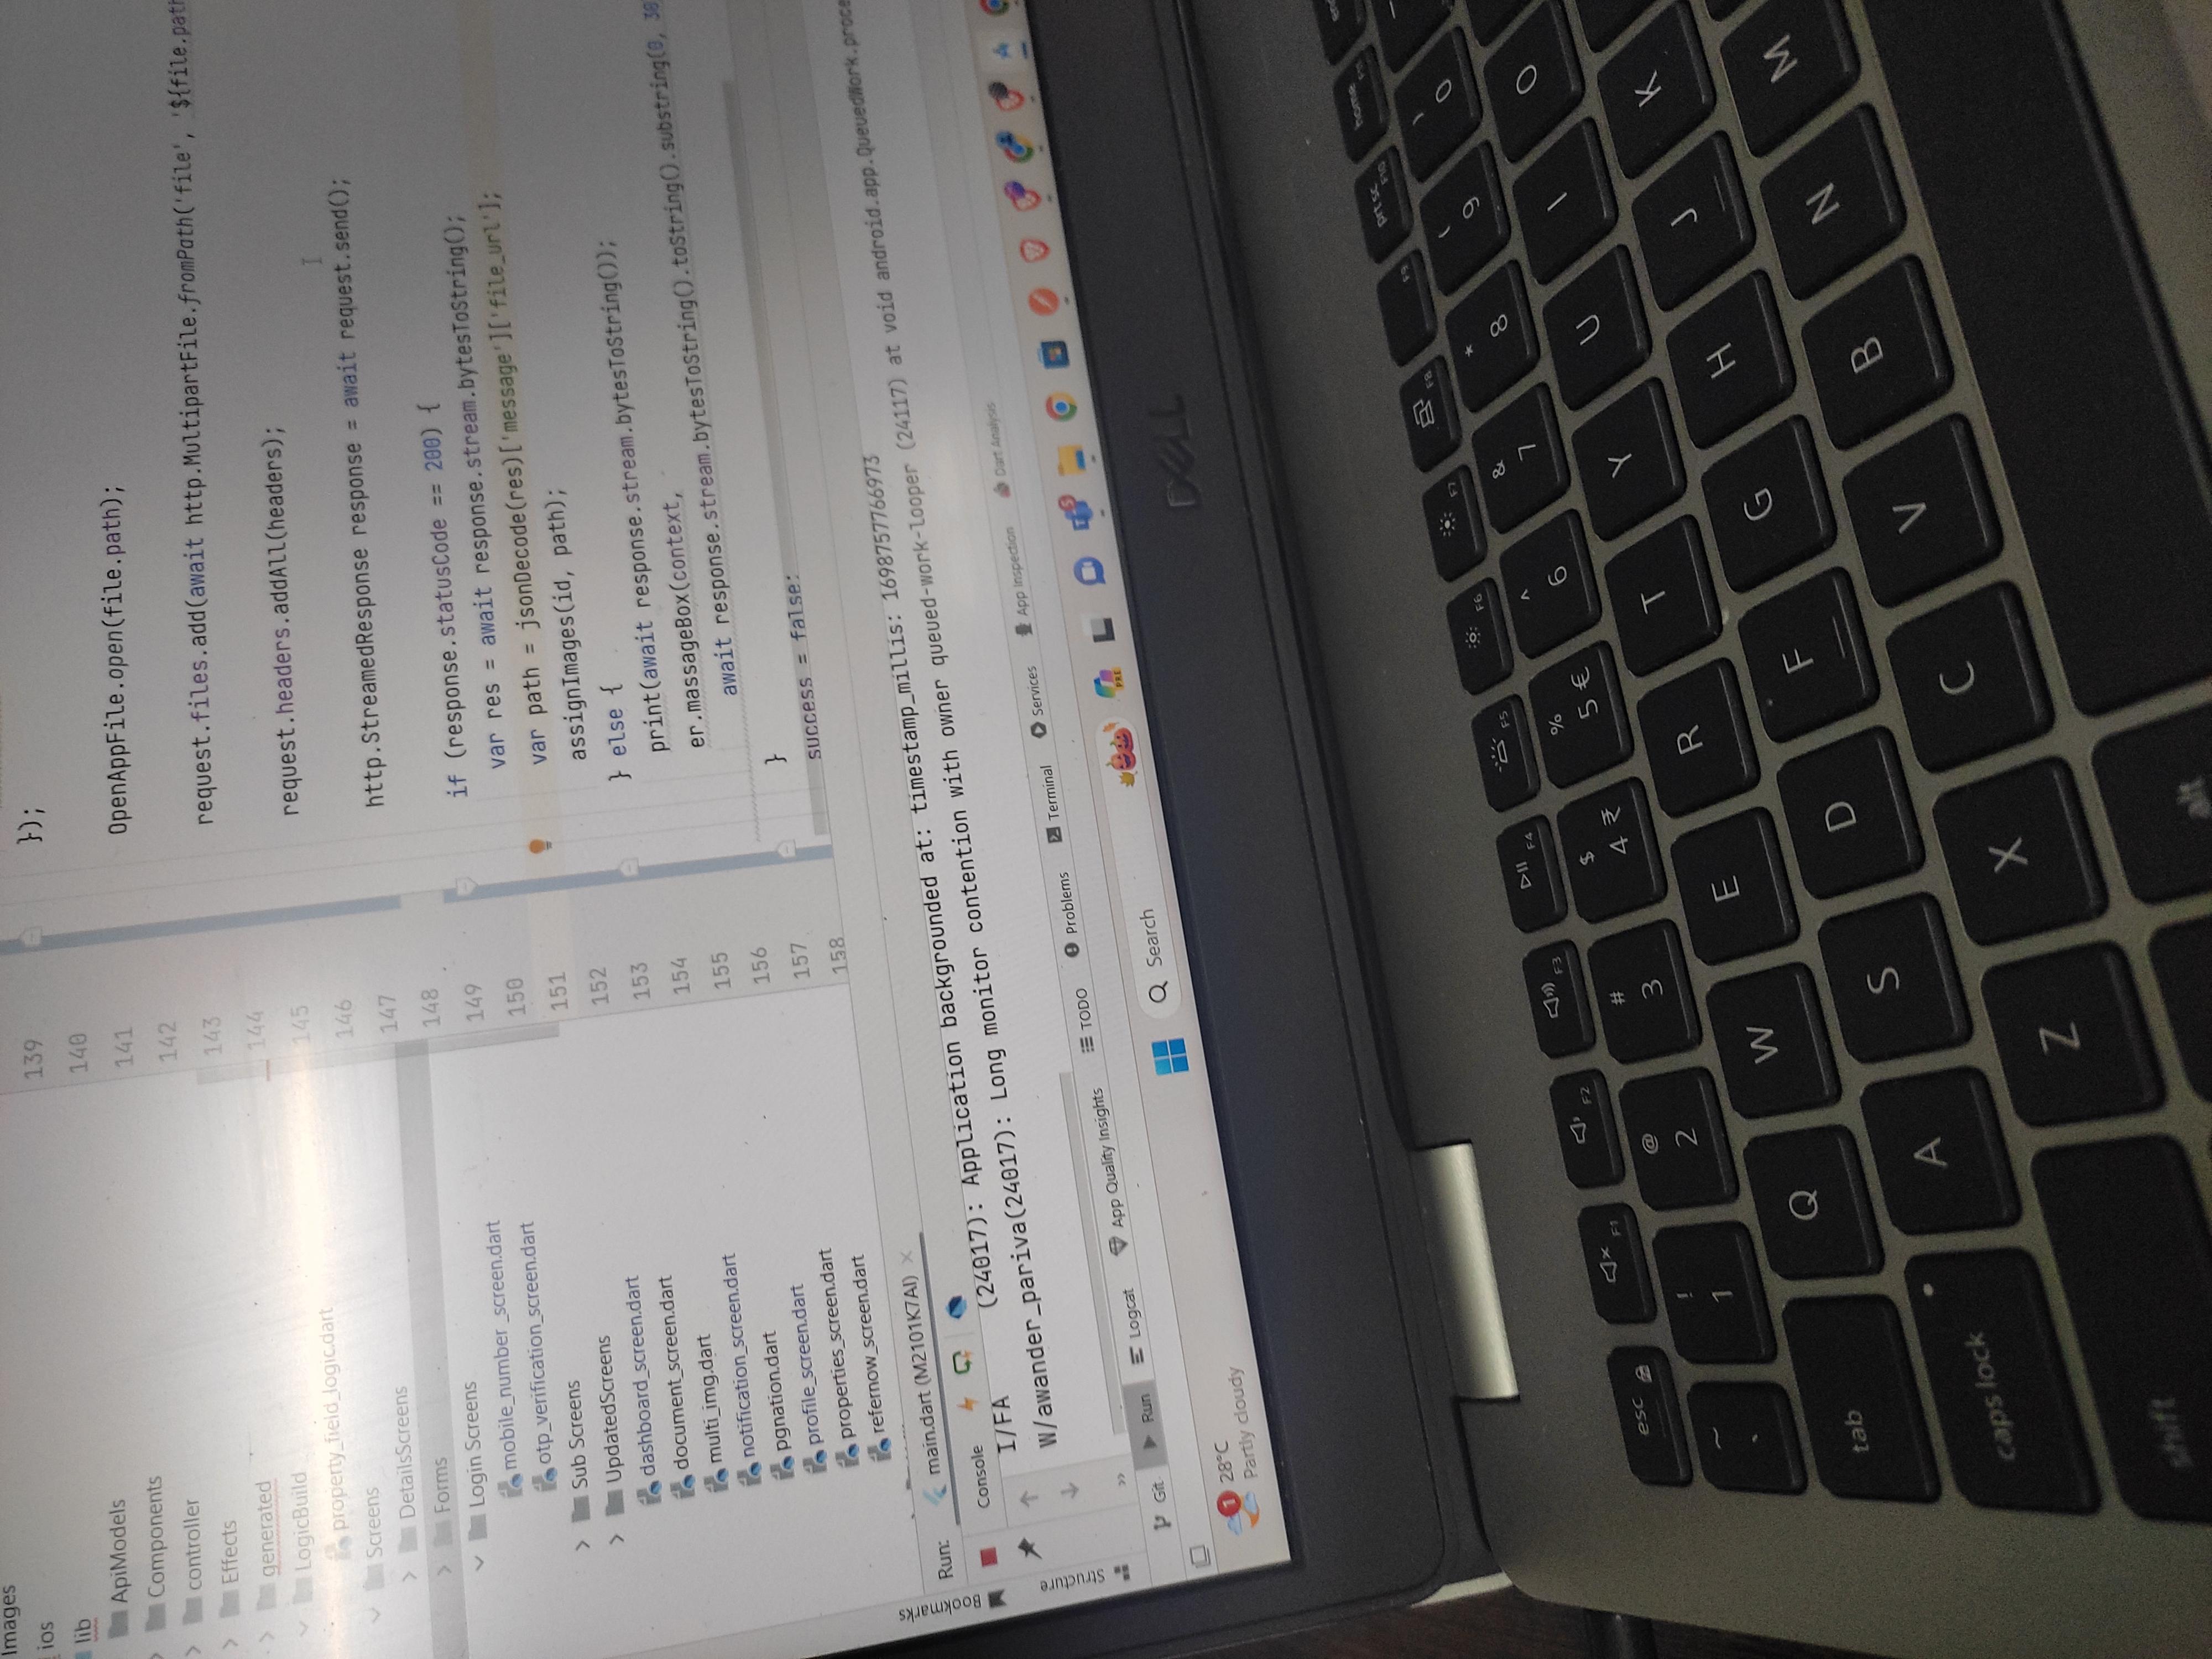 Images
ios
lib
ApiModels
Components
controller
Effects
generated
LogicBuild
property_field_logic.dart
Screens
DetailsScreens
Forms
Login Screens
mobile_number _screen.dart
otp_verification_screen.dart
Sub Screens
UpdatedScreens
dashboard_screen.dart
document_screen.dart
multi_img.dart
notification_screen.dart
pgnation.dart
profile_screen.dart
properties_screen.dart
refernow_screen.dart
139
140
141
142
143
144
145
146
147
148
149
150
151
152
153
154
155
156
157
158
});
OpenAppFile.open(file.path);
request.files.add(await http.MultipartFile.fromPath('file', '${file.path
request.headers.addAll(headers);
http.StreamedResponse response = await request.send();
if (response.statusCode == 200) {
var res = await response.stream.bytesToString();
var path = jsonDecode(res)['message']['file_url'];
assignImages(id, path);
} else {
print(await response.stream.bytesToString());
er.massageBox(context,
await response.stream.bytesToString().toString().substring(0, 30
}
success = false;
Run: main.dart (M2101K7AI)
Console
I/FA (24017): Application backgrounded at: timestamp_millis: 1698757766973
W/awander_pariva(24017): Long monitor contention with owner queued-work-looper (24117) at void android.app.QueuedWork.proce
Bookmarks
Structure
Git Run Logcat App Quality Insights TODO Problems Terminal Services App Inspection Dart Analysis
1 28°C
Partly cloudy
Search
DELL
esc F1 F2 F3 F4 F5 F6 F7 F8 F9 prt sc F10 home
~ ` ! 1 @ 2 # 3 $ 4 ₹ % 5 € ^ 6 & 7 * 8 ( 9 ) 0
tab Q W E R T Y U I O
caps lock A S D F G H J K
shift Z X C V B N M
alt